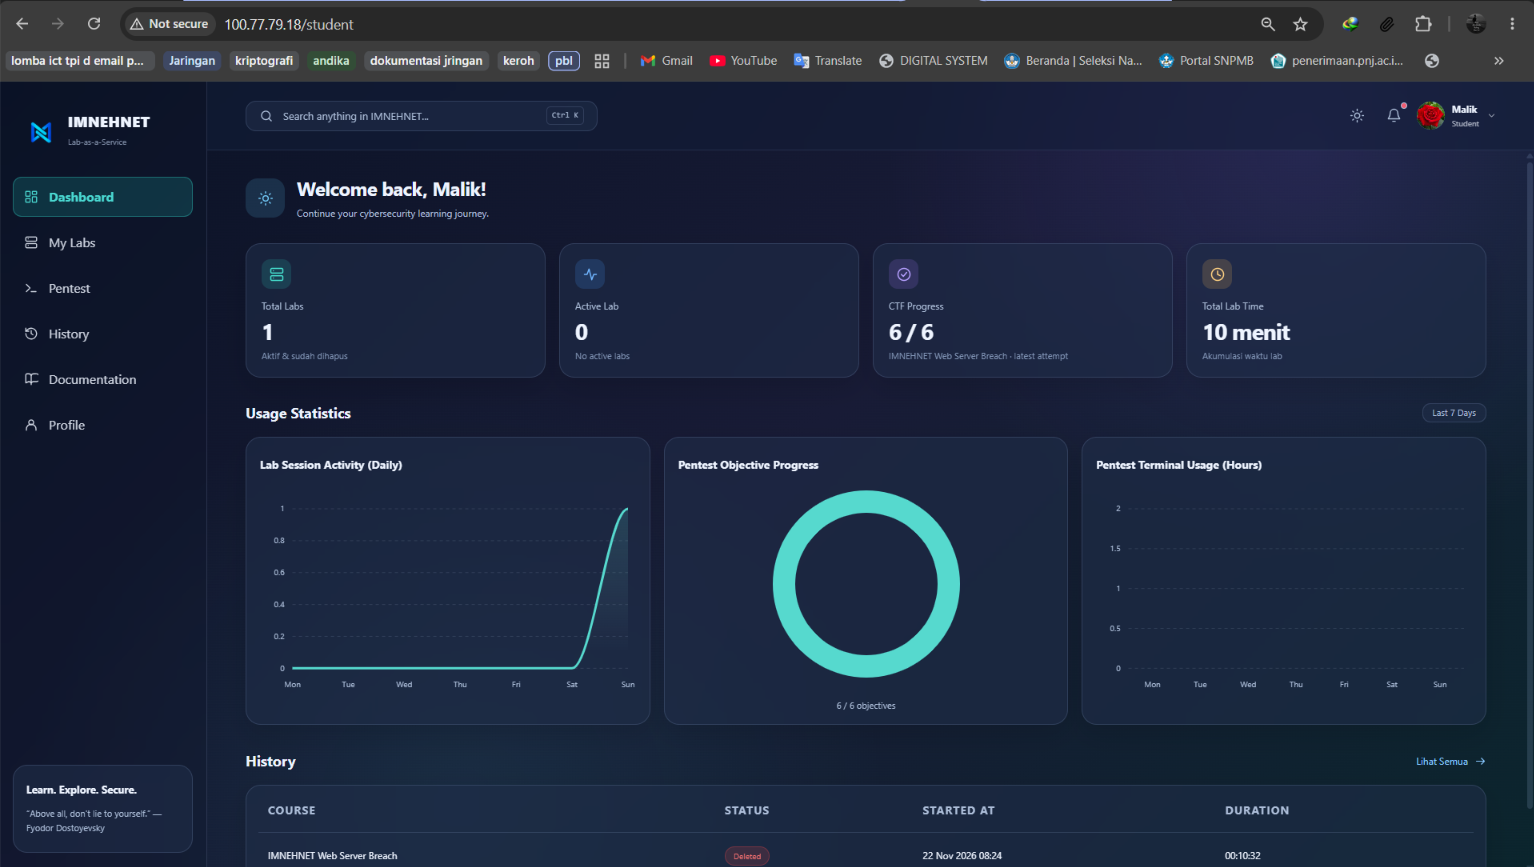 Not secure
100.77.79.18/student
lomba ict tpi d email p...
Jaringan
kriptografi
andika
dokumentasi jringan
keroh
pbl
Gmail
YouTube
Translate
DIGITAL SYSTEM
Beranda | Seleksi Na...
Portal SNPMB
penerimaan.pnj.ac.i...
IMNEHNET
Lab-as-a-Service
Search anything in IMNEHNET...
Ctrl K
Malik
Student
Dashboard
My Labs
Pentest
History
Documentation
Profile
Learn. Explore. Secure.
"Above all, don't lie to yourself." —
Fyodor Dostoyevsky
Welcome back, Malik!
Continue your cybersecurity learning journey.
Total Labs
1
Aktif & sudah dihapus
Active Lab
0
No active labs
CTF Progress
6 / 6
IMNEHNET Web Server Breach · latest attempt
Total Lab Time
10 menit
Akumulasi waktu lab
Usage Statistics
Last 7 Days
Lab Session Activity (Daily)
1
0.8
0.6
0.4
0.2
0
Mon Tue Wed Thu Fri Sat Sun
Pentest Objective Progress
6 / 6 objectives
Pentest Terminal Usage (Hours)
2
1.5
1
0.5
0
Mon Tue Wed Thu Fri Sat Sun
History
Lihat Semua →
COURSE STATUS STARTED AT DURATION
IMNEHNET Web Server Breach Deleted 22 Nov 2026 08:24 00:10:32